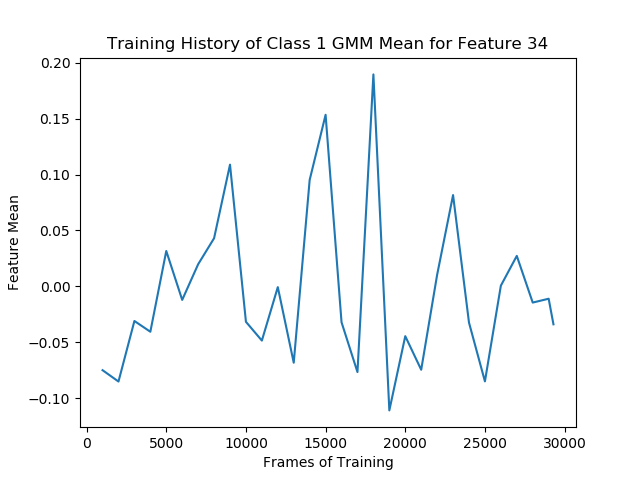 Training History of Class 1 GMM Mean for Feature 34
0.20
0.15
0.10
0.05
0.00
−0.05
−0.10
Feature Mean
0 5000 10000 15000 20000 25000 30000
Frames of Training